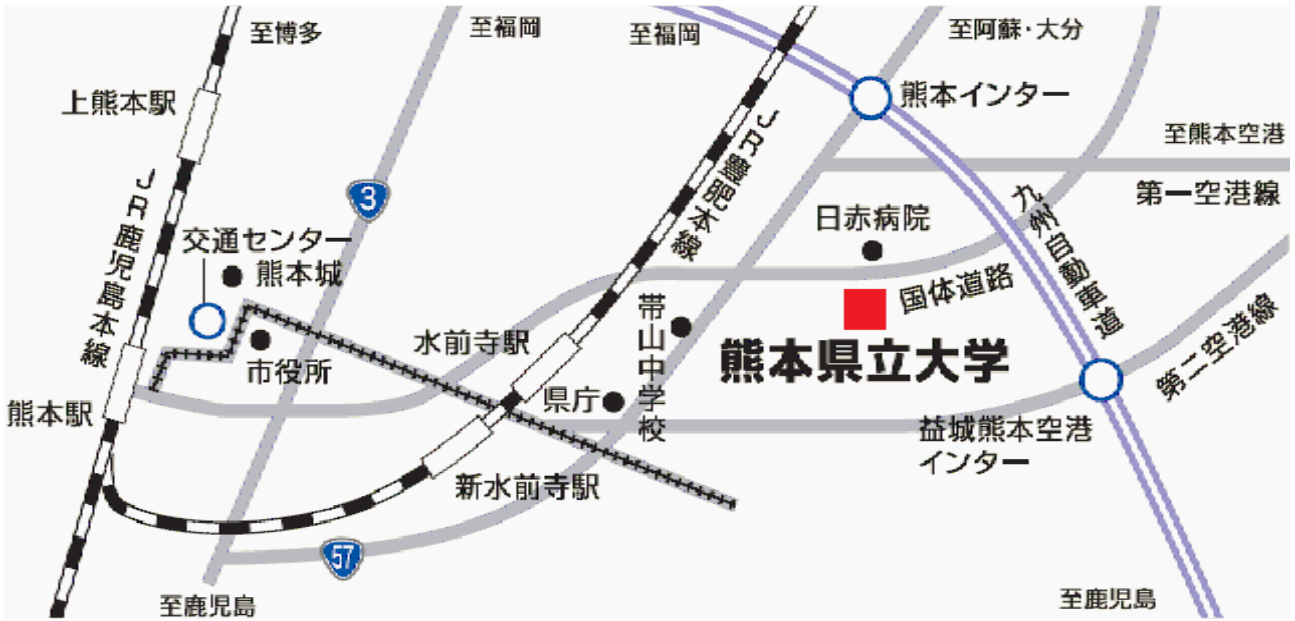 至博多
至福岡
至福岡
至阿蘇・大分
上熊本駅
熊本インター
至熊本空港
JR鹿児島本線
3
JR豊肥本線
第一空港線
日赤病院
九州自動車道
交通センター
熊本城
国体道路
帯山中学校
水前寺駅
熊本県立大学
第二空港線
市役所
熊本駅
県庁
益城熊本空港
インター
新水前寺駅
57
至鹿児島
至鹿児島